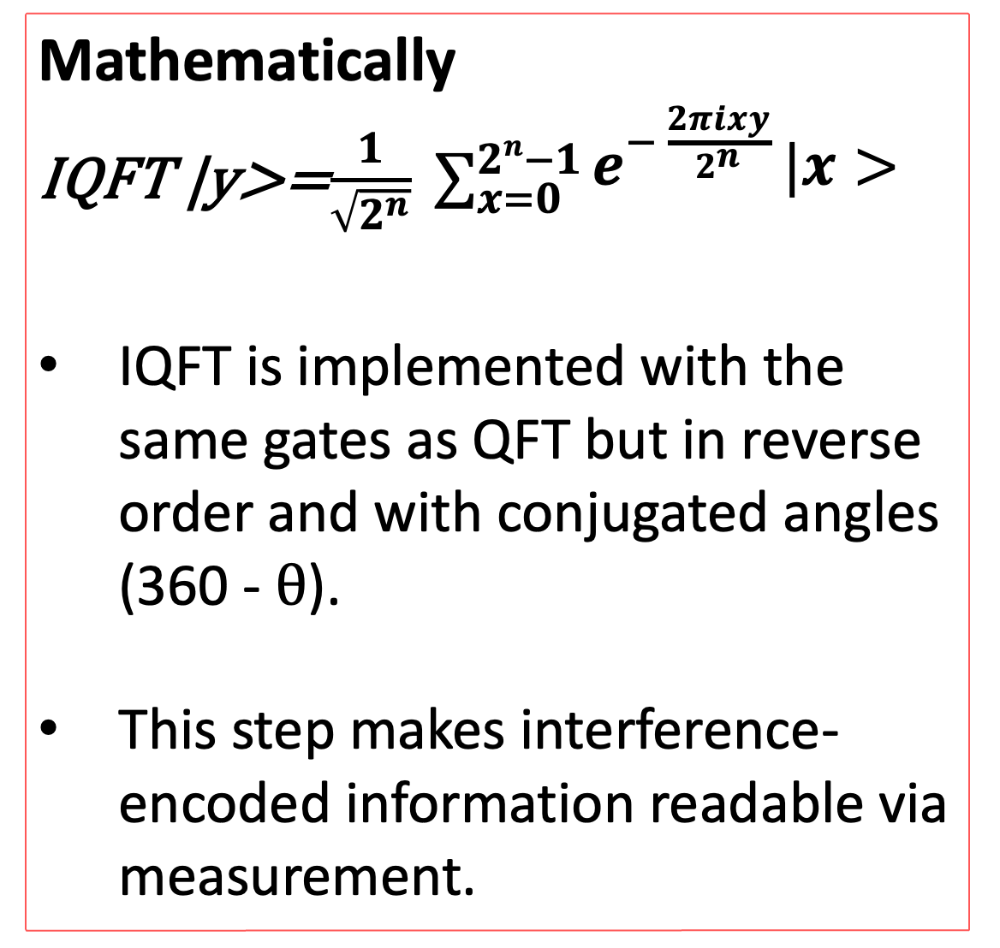 Mathematically
IQFT |y>=\frac{1}{\sqrt{2^n}} \sum_{x=0}^{2^n-1} e^{-\frac{2\pi ixy}{2^n}} |x >
• IQFT is implemented with the
same gates as QFT but in reverse
order and with conjugated angles
(360 - θ).
• This step makes interference-
encoded information readable via
measurement.